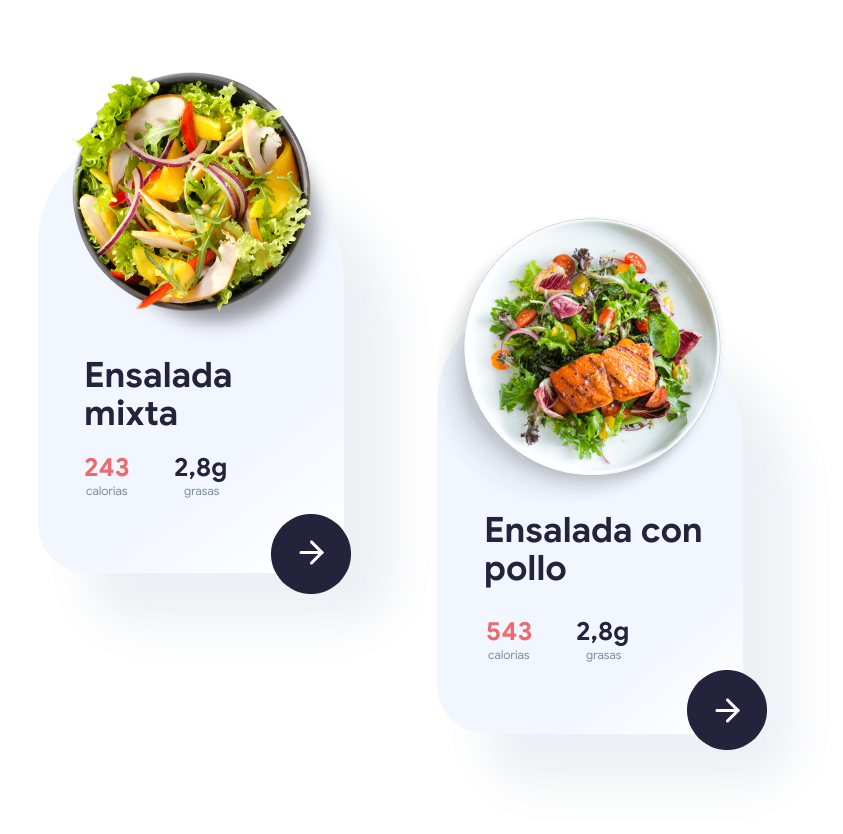 Ensalada
mixta
243 2,8g
calorias grasas
Ensalada con
pollo
543 2,8g
calorias grasas